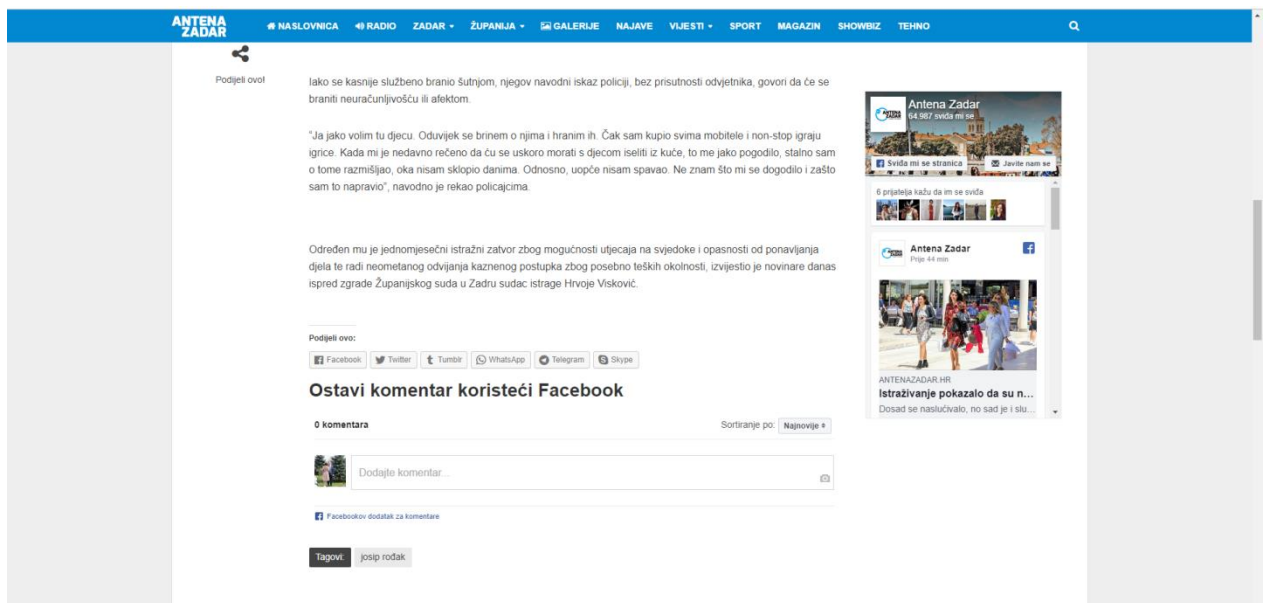 ANTENA
ZADAR
NASLOVNICA RADIO ZADAR ŽUPANIJA GALERIJE NAJAVE VIJESTI SPORT MAGAZIN SHOWBIZ TEHNO
Podijeli ovo!
Iako se kasnije službeno branio šutnjom, njegov navodni iskaz policiji, bez prisutnosti odvjetnika, govori da će se
braniti neuračunljivošću ili afektom.
"Ja jako volim tu djecu. Oduvijek se brinem o njima i hranim ih. Čak sam kupio svima mobitele i non-stop igraju
igrice. Kada mi je nedavno rečeno da ću se uskoro morati s djecom iseliti iz kuće, to me jako pogodilo, stalno sam
o tome razmišljao, oka nisam sklopio danima. Odnosno, uopće nisam spavao. Ne znam što mi se dogodilo i zašto
sam to napravio", navodno je rekao policajcima.
Određen mu je jednomjesečni istražni zatvor zbog mogućnosti utjecaja na svjedoke i opasnosti od ponavljanja
djela te radi neometanog odvijanja kaznenog postupka zbog posebno teških okolnosti, izvijestio je novinare danas
ispred zgrade Županijskog suda u Zadru sudac istrage Hrvoje Visković.
Podijeli ovo:
Facebook Twitter Tumblr WhatsApp Telegram Skype
Ostavi komentar koristeći Facebook
0 komentara
Sortiranje po: Najnovije
Dodajte komentar...
Facebookov dodatak za komentare
Tagovi: josip rođak
Antena Zadar
64.987 sviđa mi se
Sviđa mi se stranica Javite nam se
6 prijatelja kažu da im se sviđa
Antena Zadar
Prije 44 min
ANTENAZADAR.HR
Istraživanje pokazalo da su n...
Dosad se naslućivalo, no sad je i slu...